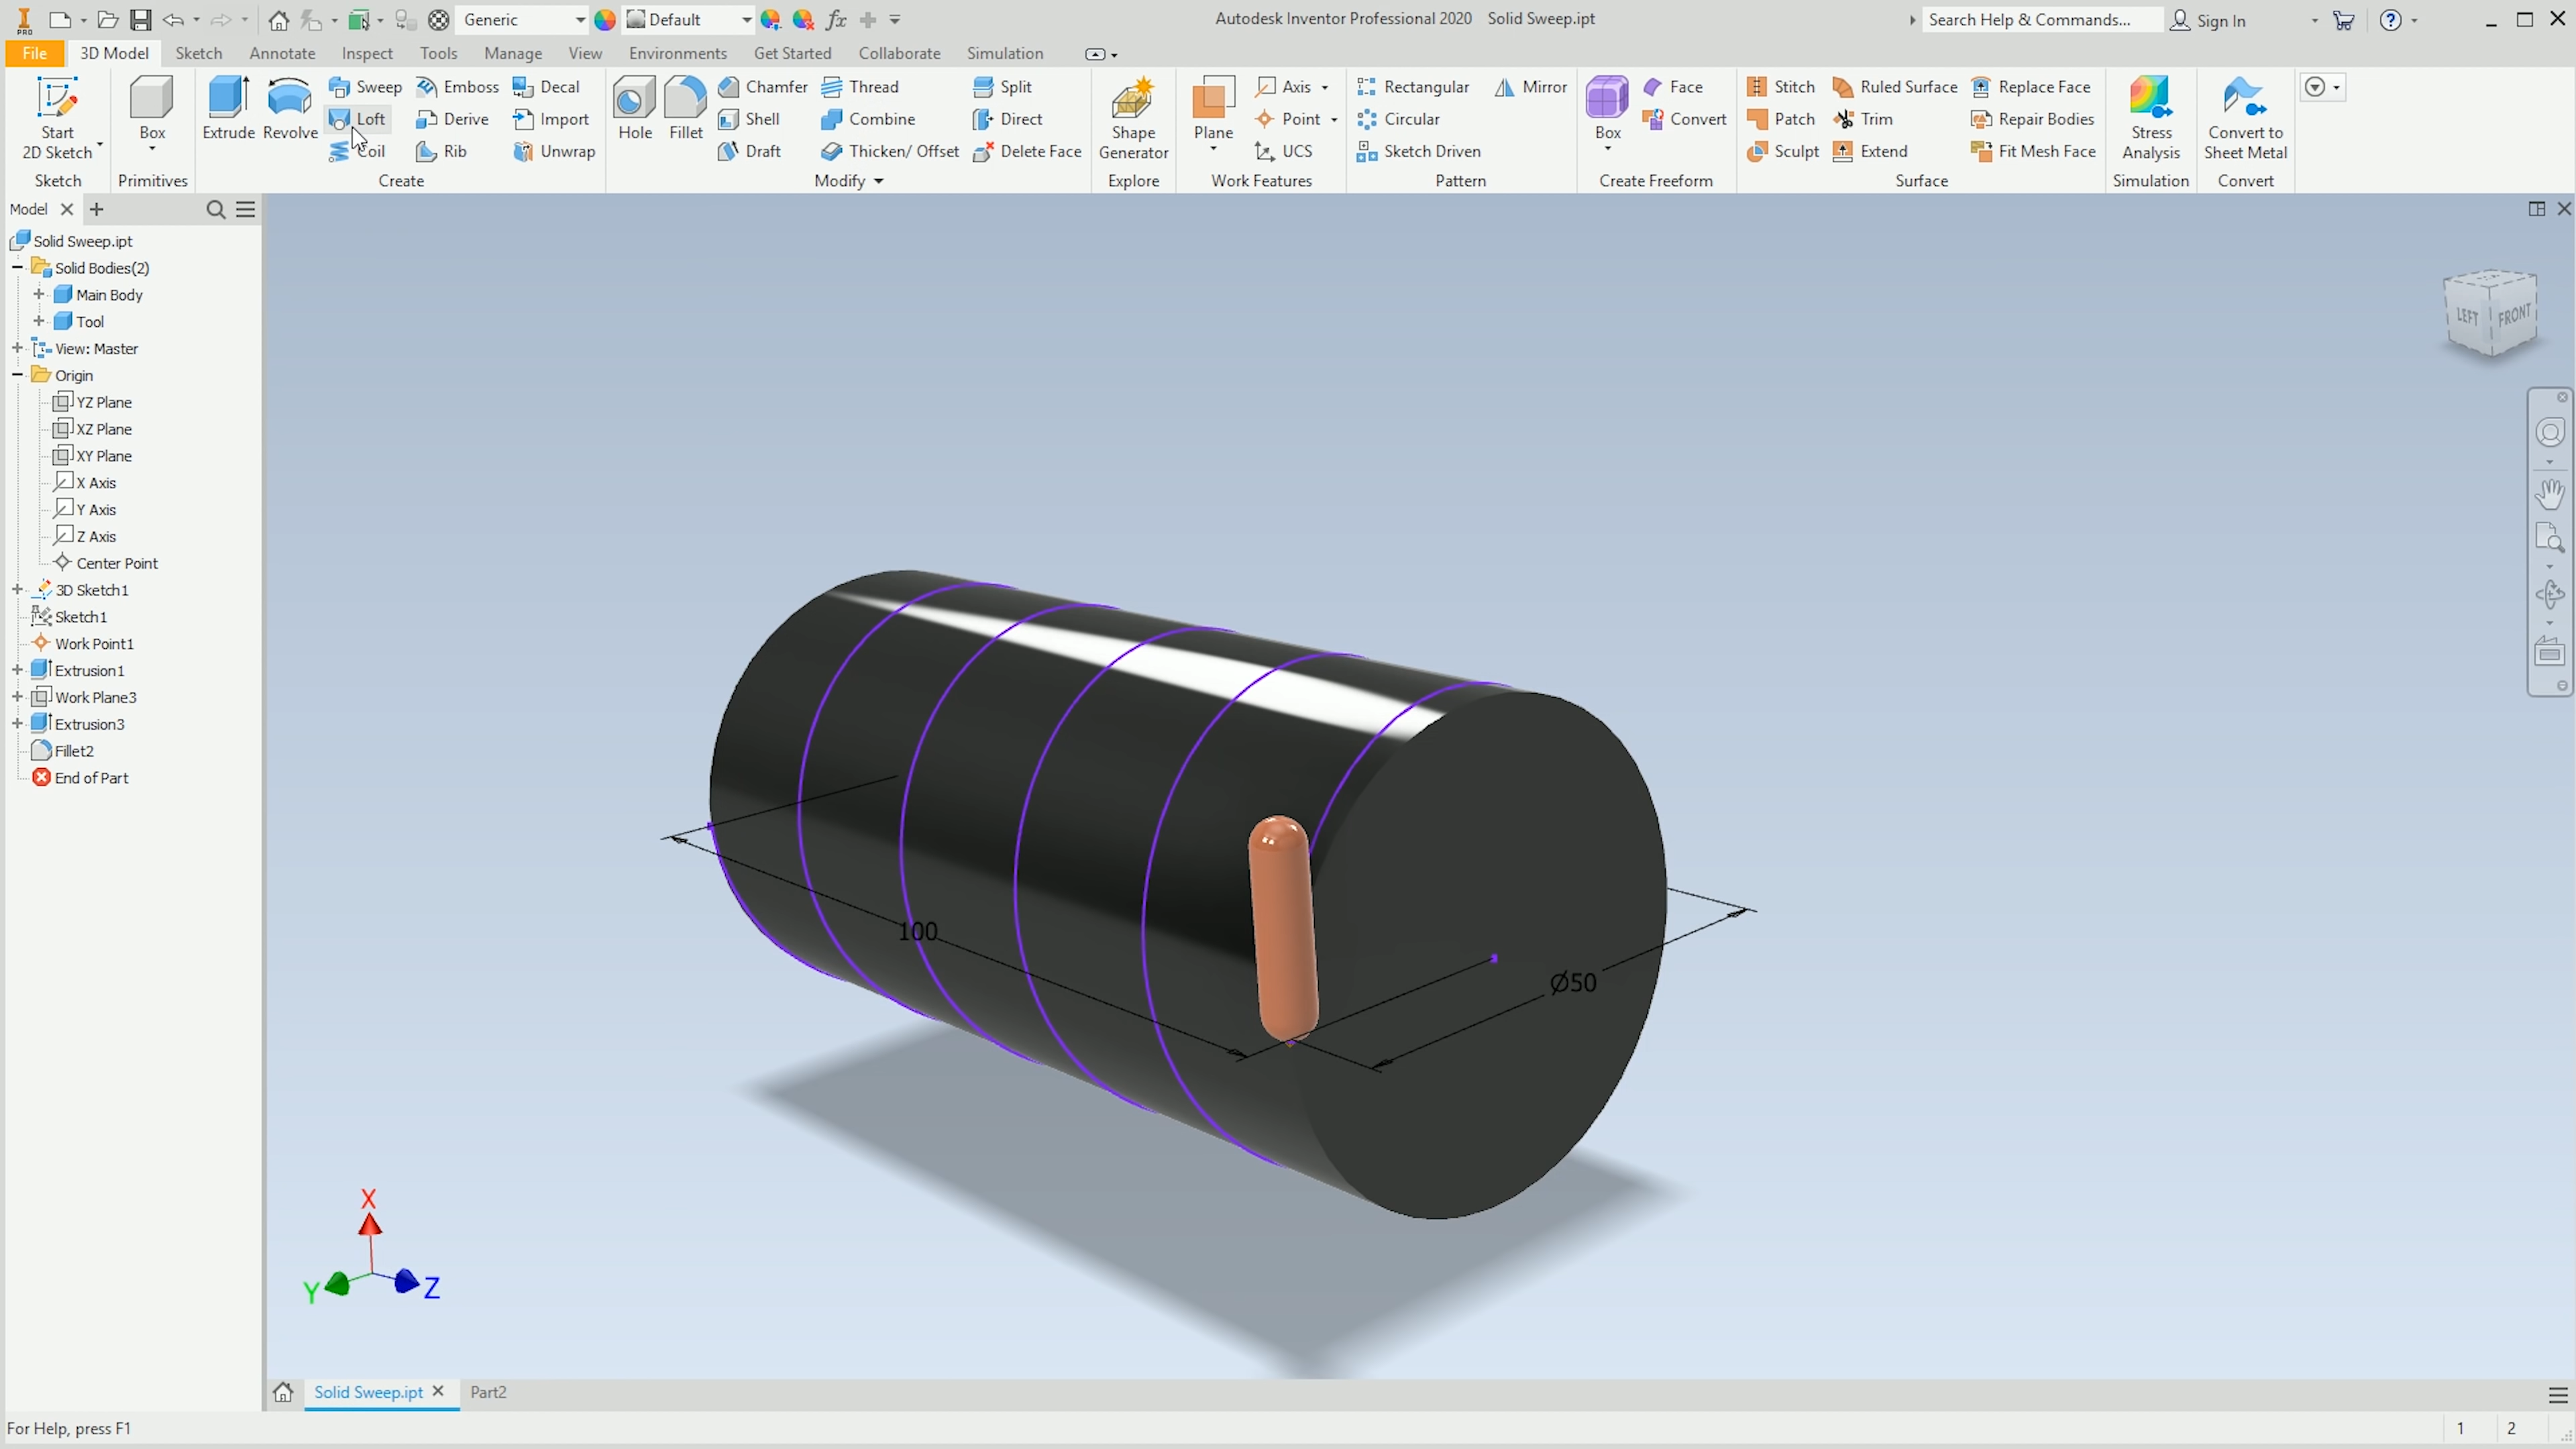 PRO Generic Default fx Autodesk Inventor Professional 2020 Solid Sweep.ipt Search Help & Commands... Sign In
File 3D Model Sketch Annotate Inspect Tools Manage View Environments Get Started Collaborate Simulation
Start
2D Sketch
Sketch
Box
Primitives
Extrude Revolve
Sweep Emboss Decal
Loft Derive Import
Coil Rib Unwrap
Create
Hole Fillet
Chamfer Thread Split
Shell Combine Direct
Draft Thicken/ Offset Delete Face
Modify
Shape
Generator
Explore
Plane
Axis
Point
UCS
Work Features
Rectangular Mirror
Circular
Sketch Driven
Pattern
Box
Face
Convert
Create Freeform
Stitch Ruled Surface Replace Face
Patch Trim Repair Bodies
Sculpt Extend Fit Mesh Face
Surface
Stress
Analysis
Simulation
Convert to
Sheet Metal
Convert
Model
Solid Sweep.ipt
Solid Bodies(2)
Main Body
Tool
View: Master
Origin
YZ Plane
XZ Plane
XY Plane
X Axis
Y Axis
Z Axis
Center Point
3D Sketch1
Sketch1
Work Point1
Extrusion1
Work Plane3
Extrusion3
Fillet2
End of Part
LEFT FRONT
100
Ø50
X
Y
Z
Solid Sweep.ipt Part2
For Help, press F1
1 2